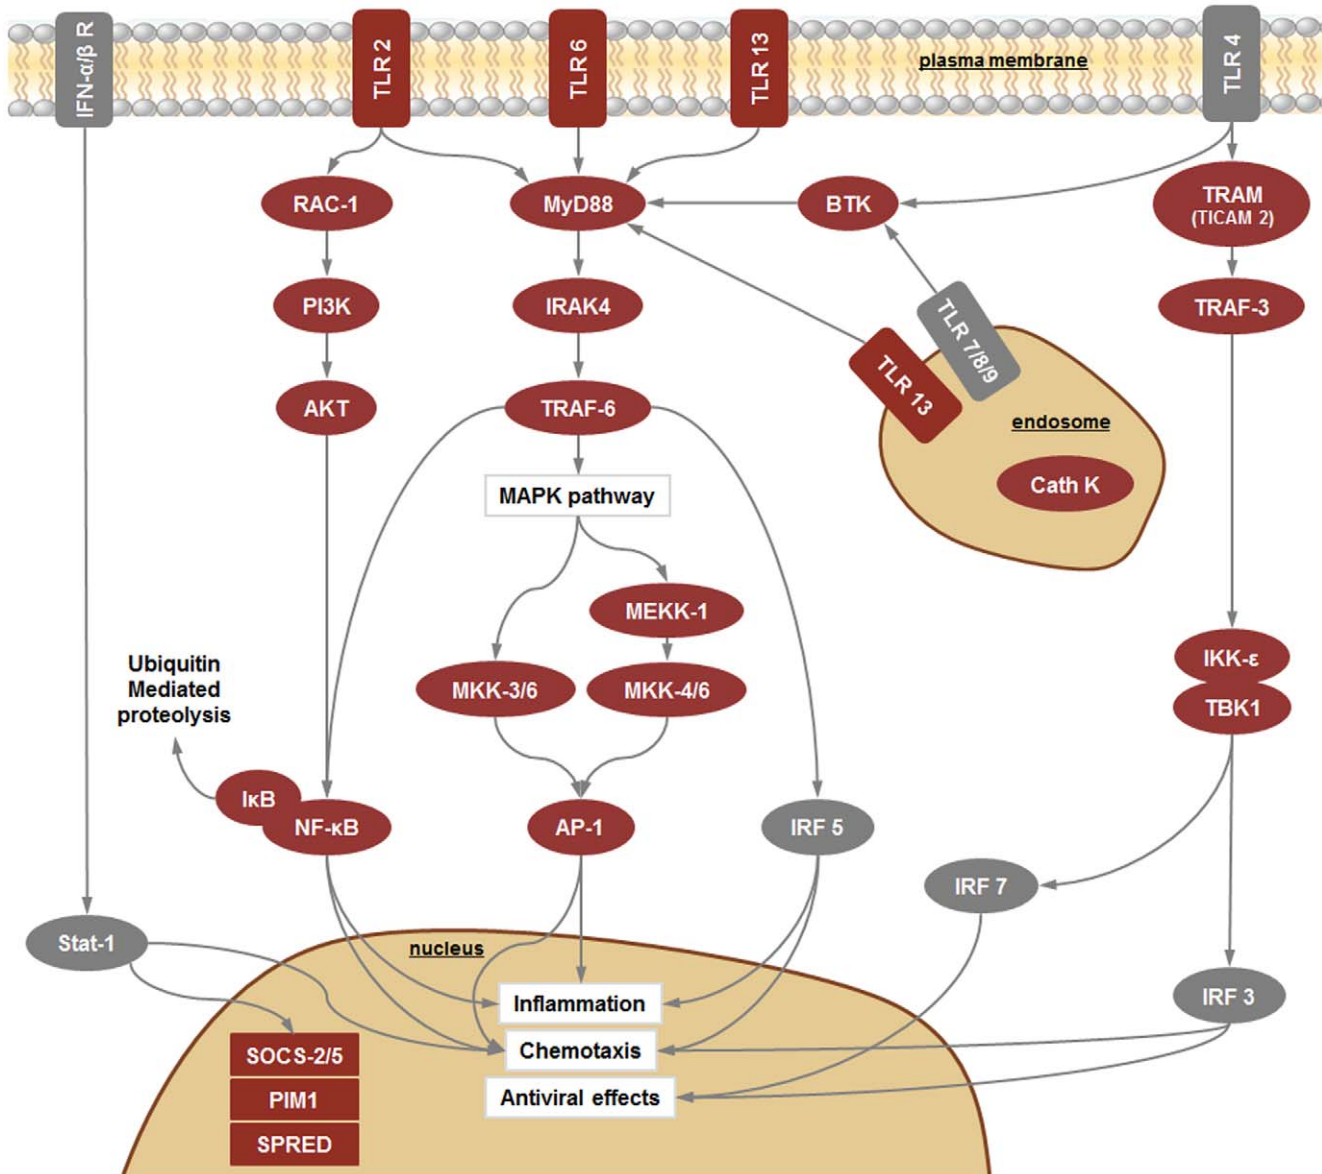 IFN-α/β R
TLR 2
TLR 6
TLR 13
plasma membrane
TLR 4
RAC-1
MyD88
BTK
TRAM
(TICAM 2)
PI3K
IRAK4
TLR 7/8/9
TRAF-3
TLR 13
AKT
TRAF-6
endosome
Cath K
MAPK pathway
MEKK-1
MKK-3/6
MKK-4/6
IKK-ε
TBK1
Ubiquitin
Mediated
proteolysis
IκB
NF-κB
AP-1
IRF 5
IRF 7
Stat-1
nucleus
IRF 3
Inflammation
Chemotaxis
Antiviral effects
SOCS-2/5
PIM1
SPRED